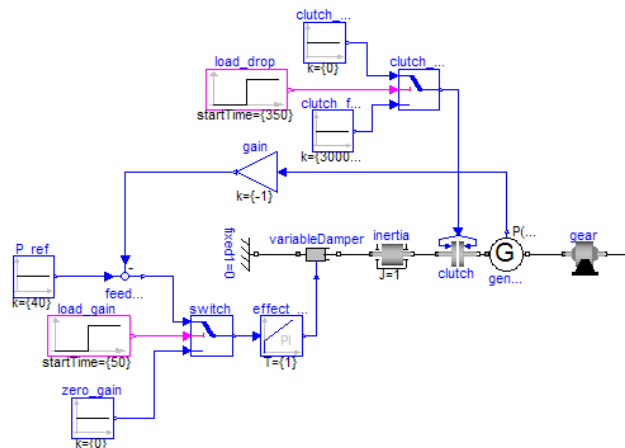 clutch_...
k={0}
load_drop
clutch_...
startTime={350}
clutch_f...
k={3000...
gain
k={-1}
P(...
fixed1=0
variableDamper
inertia
J=1
clutch
G
gen...
gear
P_ref
-
k={40}
feed...
load_gain
switch
effect_...
PI
startTime={50}
T={1}
zero_gain
k={0}